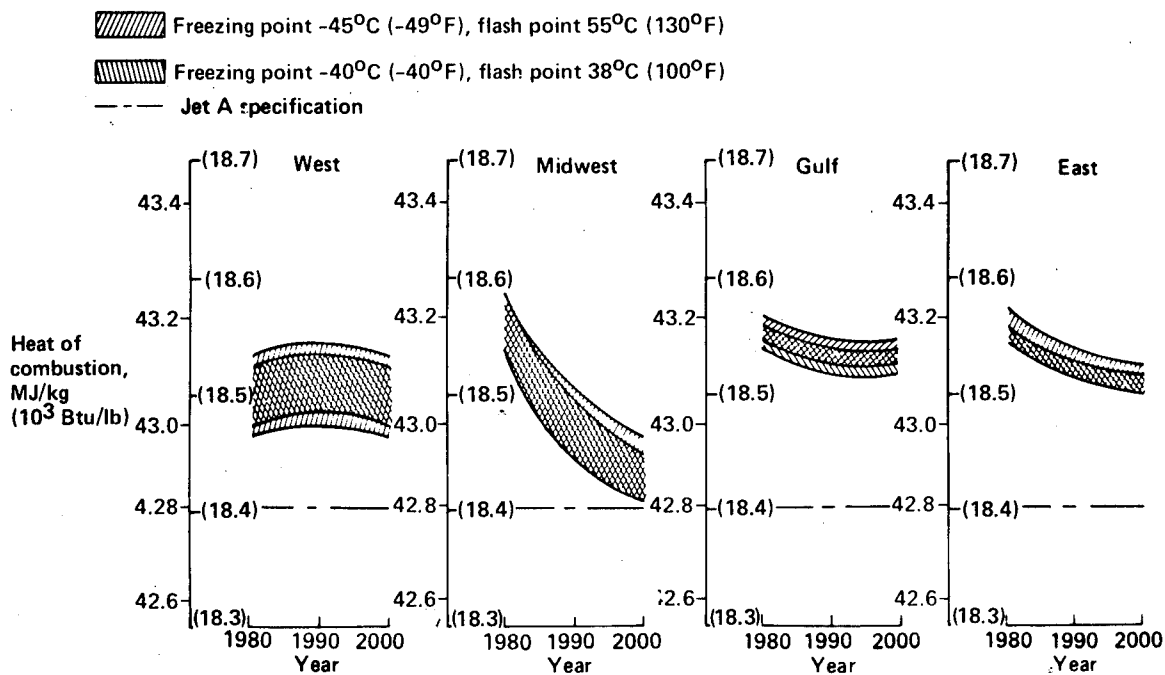 Freezing point -45°C (-49°F), flash point 55°C (130°F)
Freezing point -40°C (-40°F), flash point 38°C (100°F)
Jet A specification
Heat of
combustion,
MJ/kg
(10³ Btu/lb)
West
(18.7)
43.4
(18.6)
43.2
(18.5)
43.0
4.28
(18.4)
42.6
(18.3)
1980 1990 2000
Year
Midwest
(18.7)
43.4
(18.6)
43.2
(18.5)
43.0
42.8
(18.4)
42.6
(18.3)
1980 1990 2000
Year
Gulf
(18.7)
43.4
(18.6)
43.2
(18.5)
43.0
42.8
(18.4)
42.6
(18.3)
1980 1990 2000
Year
East
(18.7)
43.4
(18.6)
43.2
(18.5)
43.0
42.8
(18.4)
42.6
(18.3)
1980 1990 2000
Year